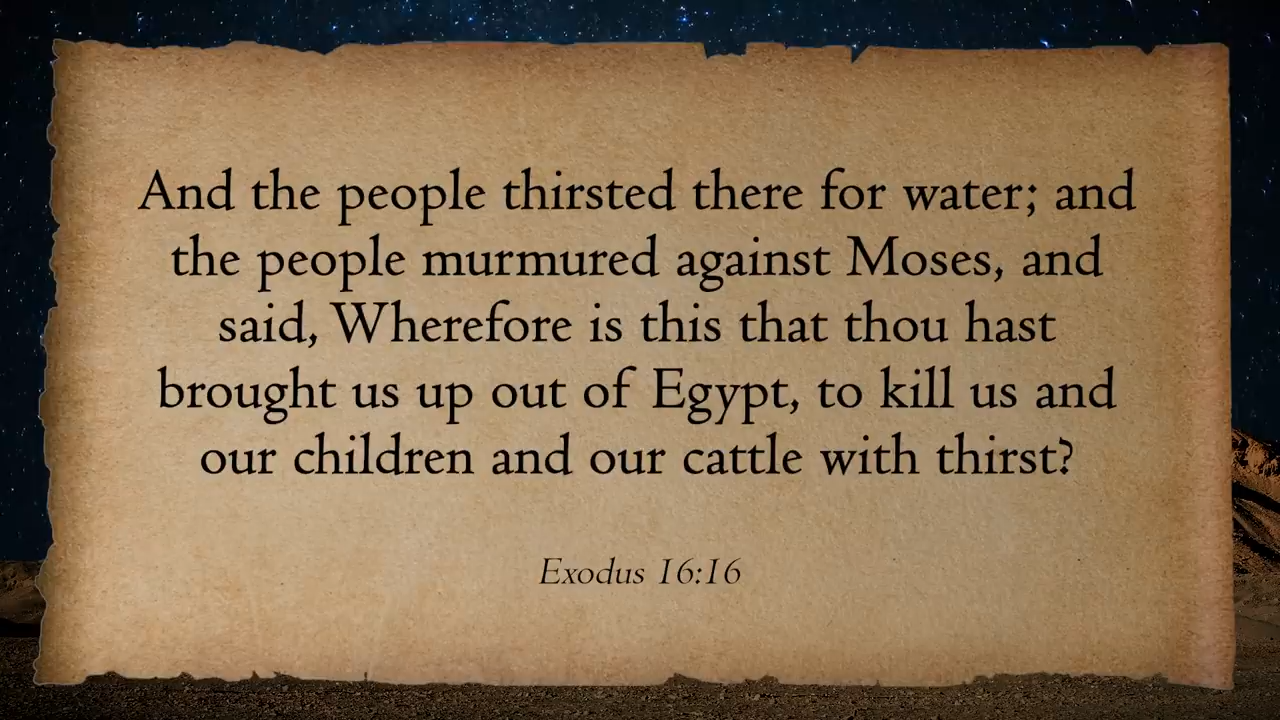 And the people thirsted there for water; and
the people murmured against Moses, and
said, Wherefore is this that thou hast
brought us up out of Egypt, to kill us and
our children and our cattle with thirst?
Exodus 16:16